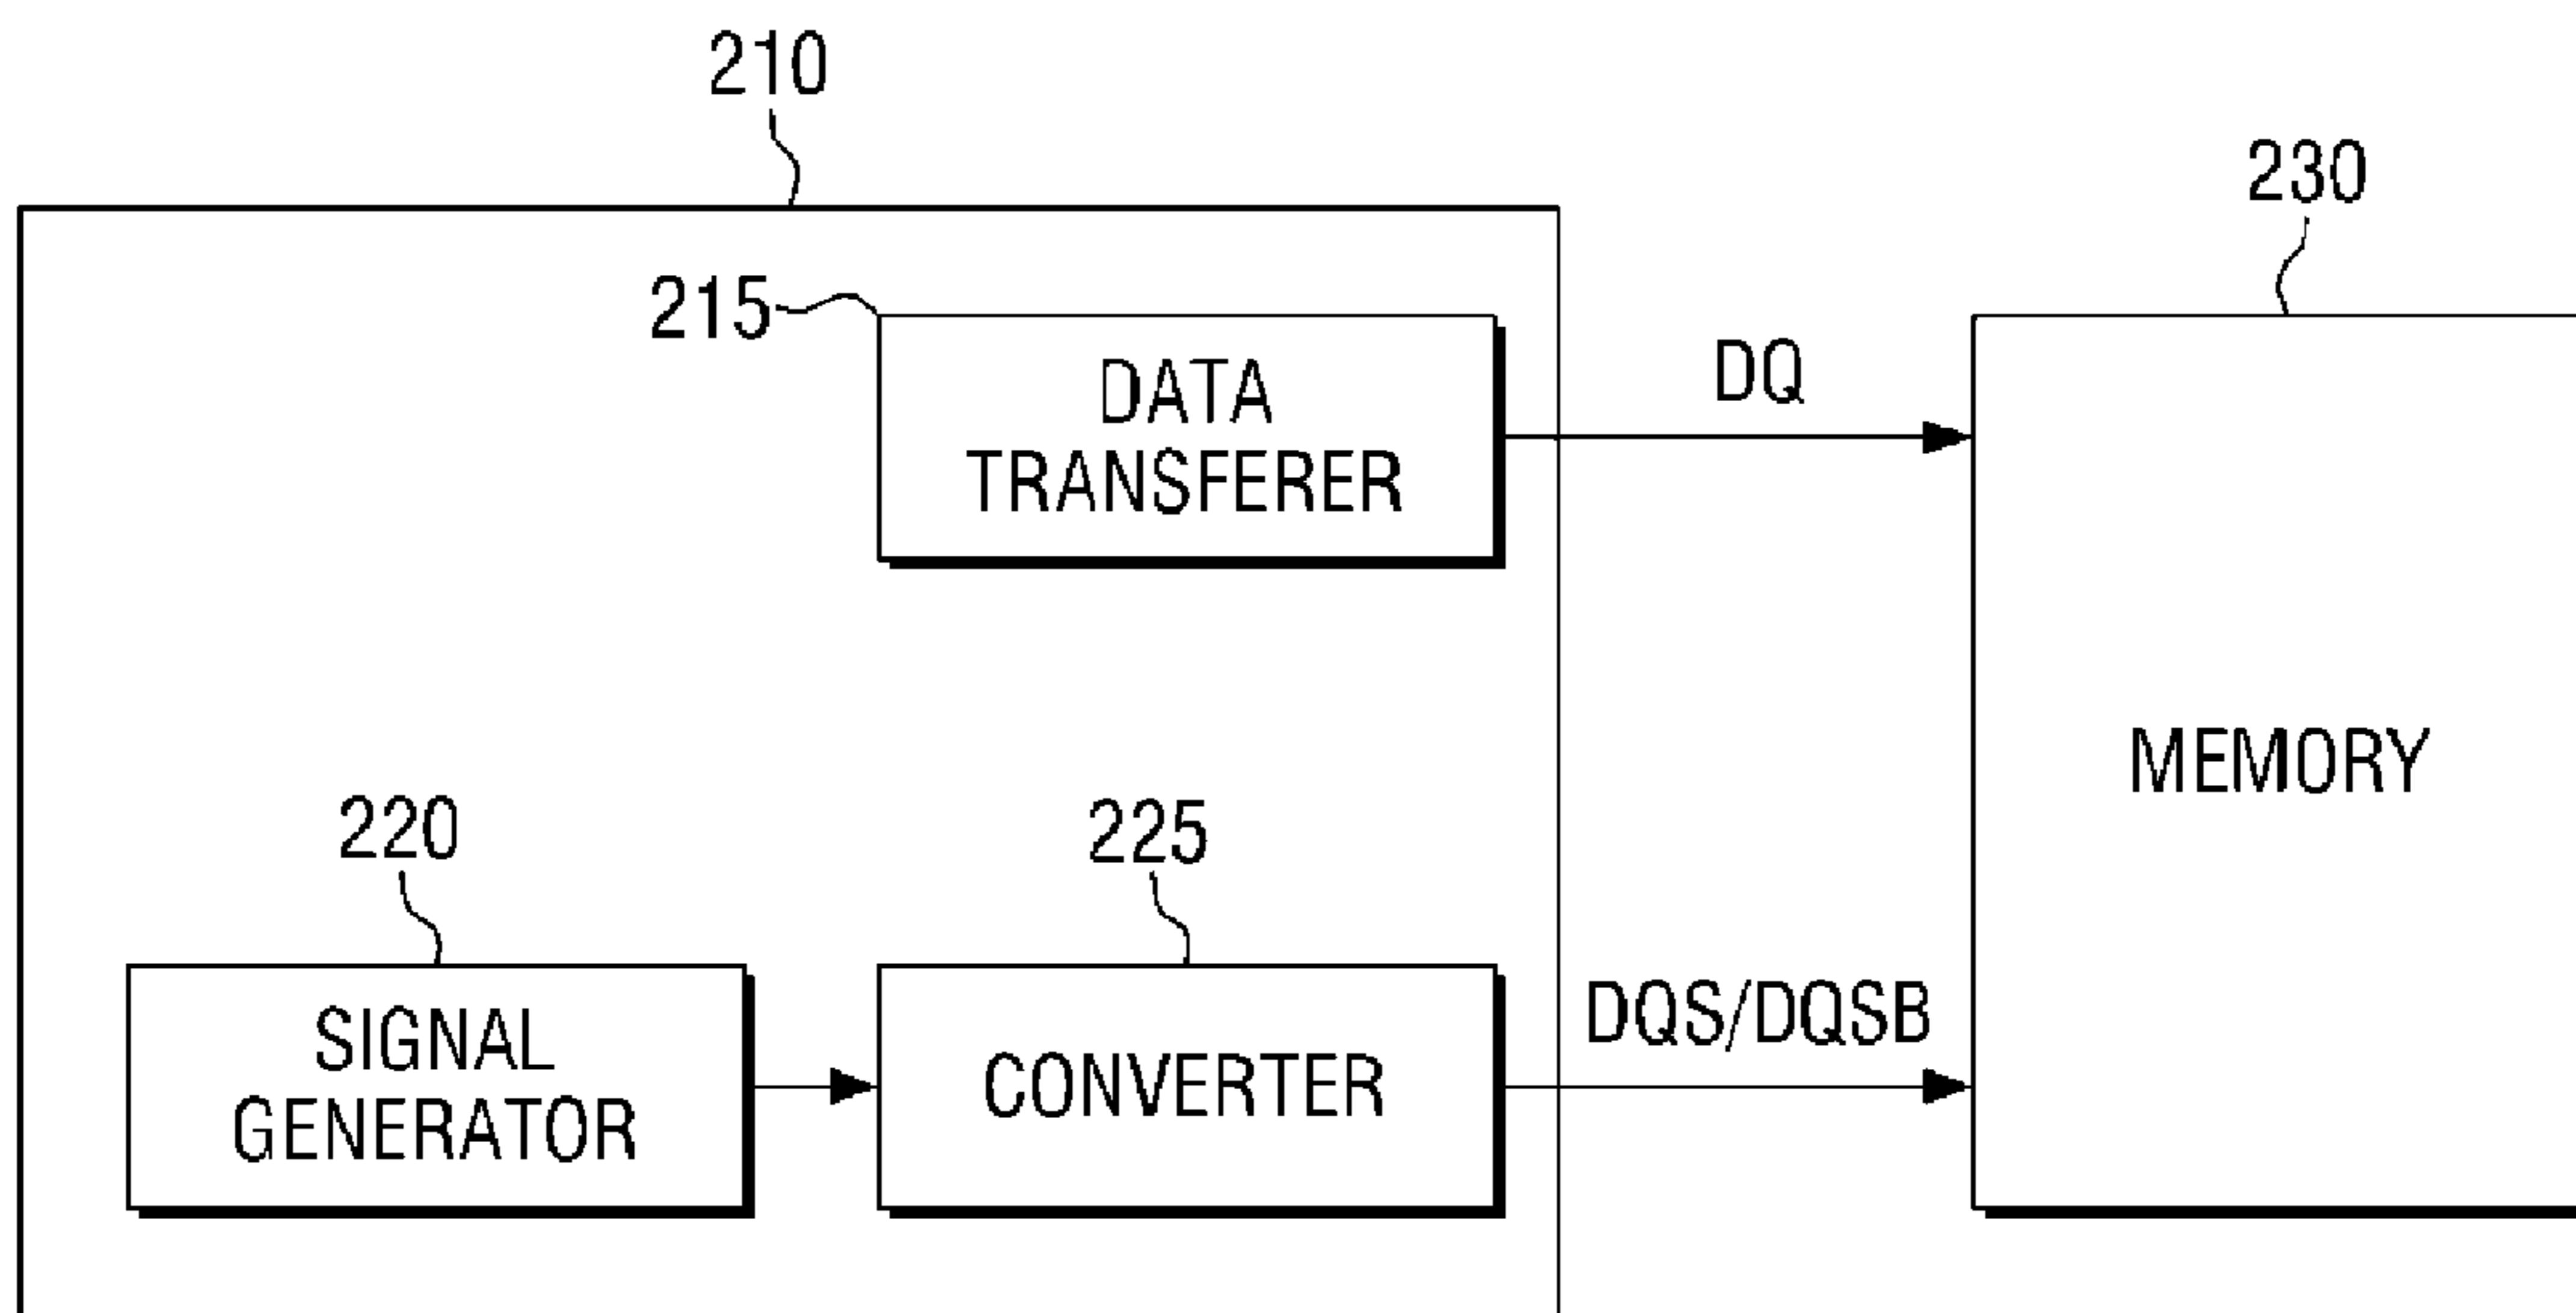 210
230
215
DATA
TRANSFERER
DQ
MEMORY
220
225
SIGNAL
GENERATOR
CONVERTER
DQS/DQSB